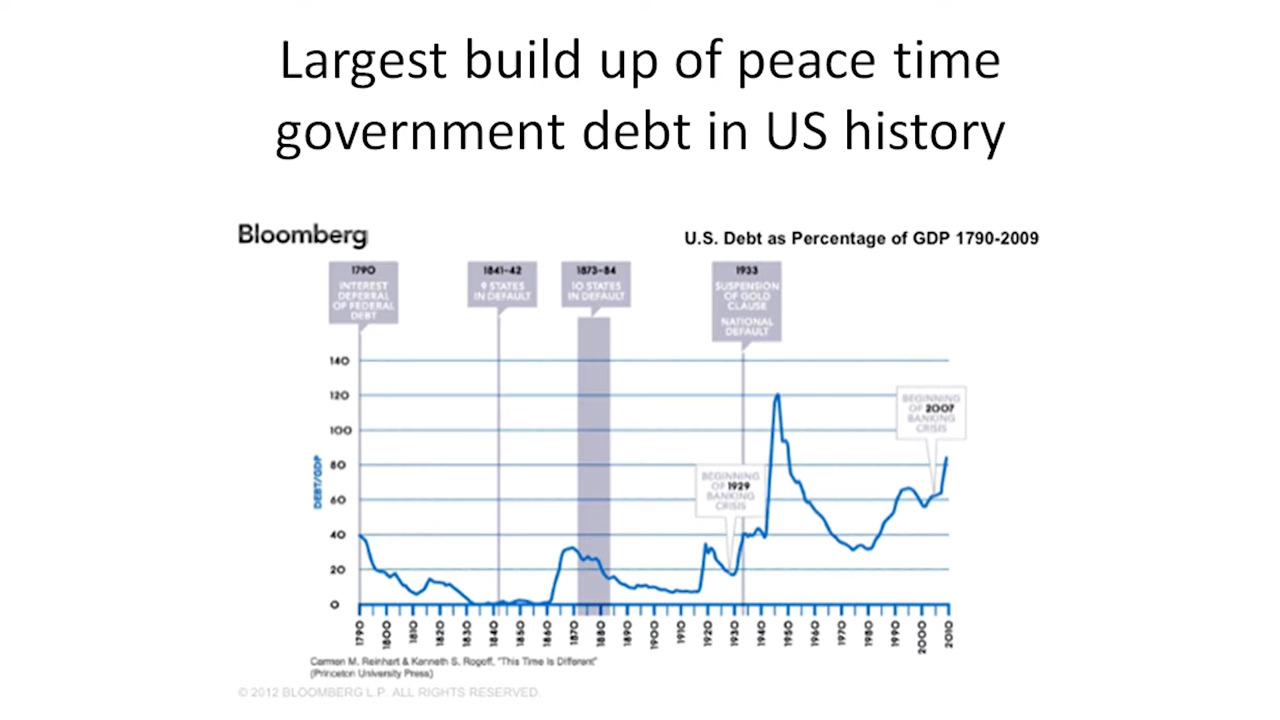 Largest build up of peace time
government debt in US history
Bloomberg
U.S. Debt as Percentage of GDP 1790-2009
1790
INTEREST
DEFERRAL
OF FEDERAL
DEBT
1841-42
9 STATES
IN DEFAULT
1873-84
10 STATES
IN DEFAULT
1933
SUSPENSION
OF GOLD
CLAUSE
NATIONAL
DEFAULT
140
120
100
80
60
40
20
0
DEBT/GDP
BEGINNING
OF 1929
BANKING
CRISIS
BEGINNING
OF 2007
BANKING
CRISIS
1790
1800
1810
1820
1830
1840
1850
1860
1870
1880
1890
1900
1910
1920
1930
1940
1950
1960
1970
1980
1990
2000
2010
Carmen M. Reinhart & Kenneth S. Rogoff, "This Time Is Different"
(Princeton University Press)
© 2012 BLOOMBERG L.P. ALL RIGHTS RESERVED.